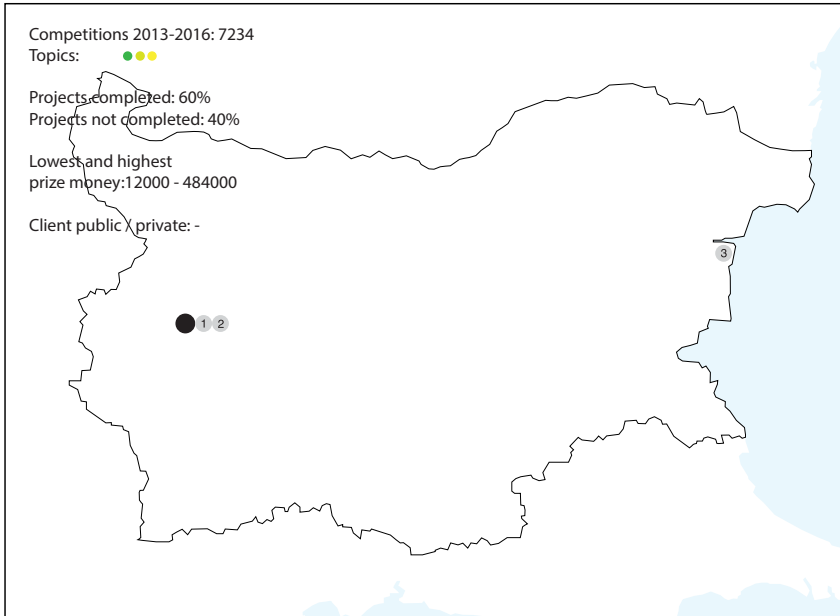 Competitions 2013-2016: 7234
Topics:
Projects completed: 60%
Projects not completed: 40%
Lowest and highest
prize money:12000 - 484000
Client public / private: -
3
1 2